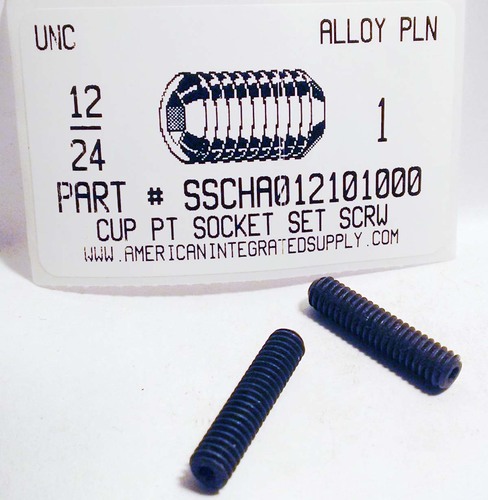 UNC ALLOY PLN
12
24
1
PART # SSCHA012101000
CUP PT SOCKET SET SCRW
WWW.AMERICANINTEGRATEDSUPPLY.COM